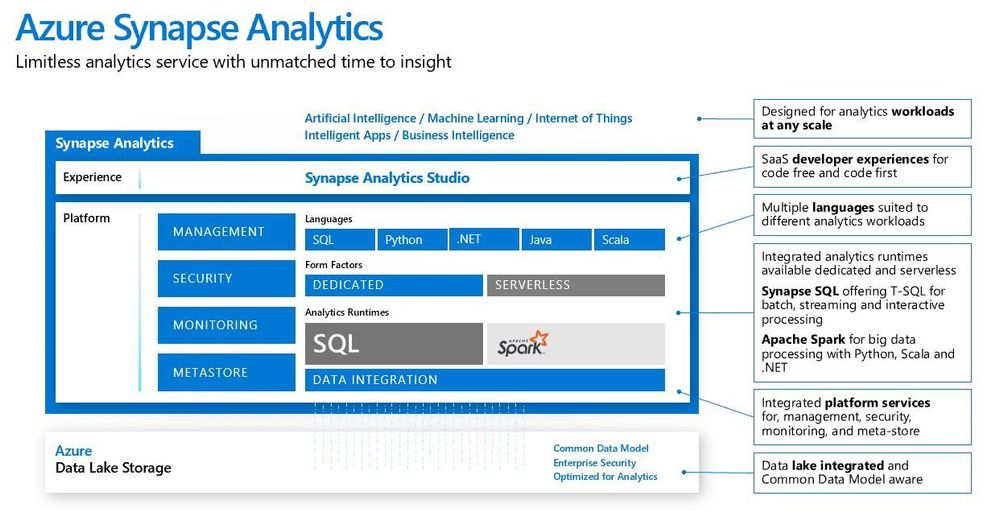 Azure Synapse Analytics
Limitless analytics service with unmatched time to insight
Artificial Intelligence / Machine Learning / Internet of Things
Intelligent Apps / Business Intelligence
Synapse Analytics
Experience
Synapse Analytics Studio
Platform
MANAGEMENT
SECURITY
MONITORING
METASTORE
Languages
SQL
Python
.NET
Java
Scala
Form Factors
DEDICATED
SERVERLESS
Analytics Runtimes
SQL
APACHE
Spark
DATA INTEGRATION
Azure
Data Lake Storage
Common Data Model
Enterprise Security
Optimized for Analytics
Designed for analytics workloads
at any scale
SaaS developer experiences for
code free and code first
Multiple languages suited to
different analytics workloads
Integrated analytics runtimes
available dedicated and serverless
Synapse SQL offering T-SQL for
batch, streaming and interactive
processing
Apache Spark for big data
processing with Python, Scala and
.NET
Integrated platform services
for, management, security,
monitoring, and meta-store
Data lake integrated and
Common Data Model aware